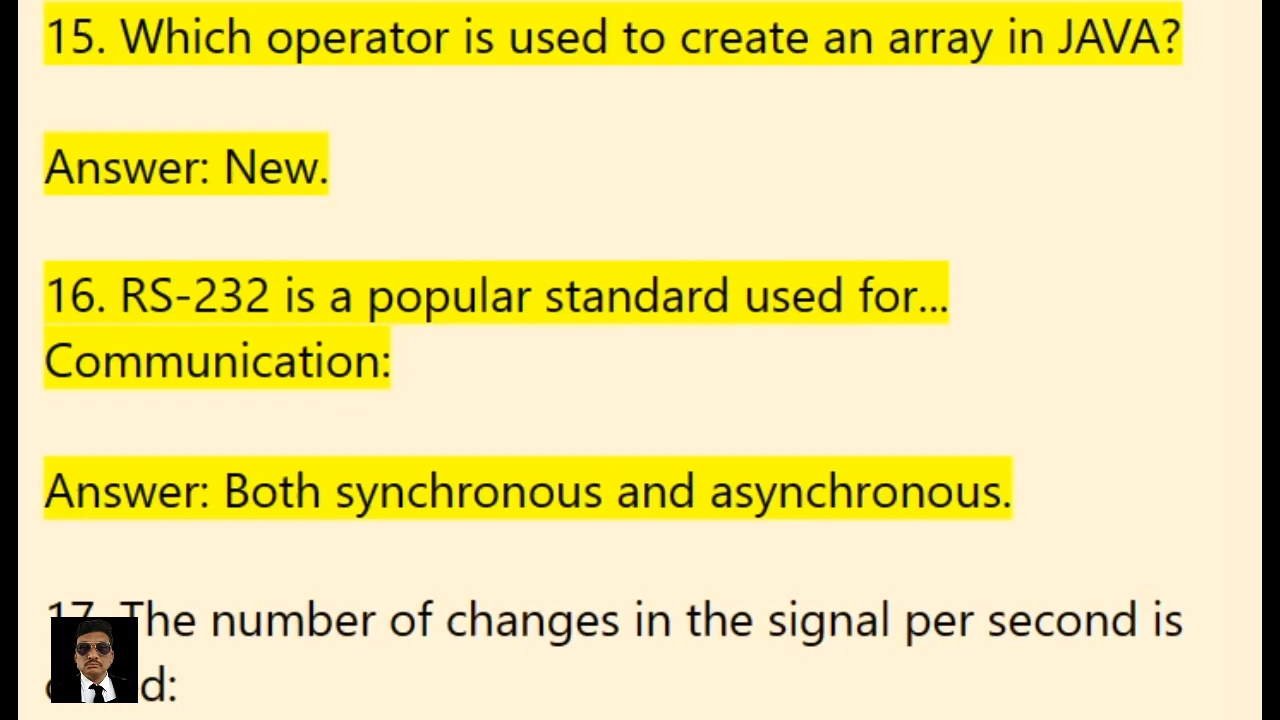 15. Which operator is used to create an array in JAVA?
Answer: New.
16. RS-232 is a popular standard used for...
Communication:
Answer: Both synchronous and asynchronous.
The number of changes in the signal per second is